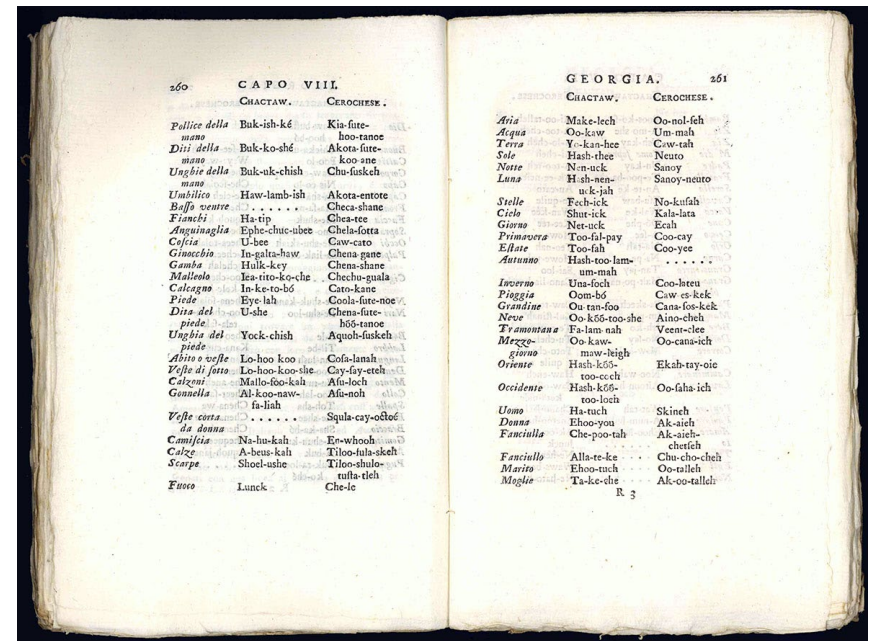 260 CAPO VIII.
CHACTAW. CEROCHESE.
Pollice della Buk-ish-ké Kia-ſute-
mano hoo-tanoe
Diti della Buk-ko-shé Akota-ſute-
mano koo-ane
Unghie della Buk-uk-chish Chu-ſuskeh
mano
Umbilico Haw-lamb-ish Akota-entote
Baſſo ventre . . . . . . Checa-shane
Fianchi Ha-tip Chea-tee
Anguinaglia Ephe-chuc-ubee Chela-ſotta
Coſcia U-bee Caw-cato
Ginocchio In-galta-haw Chena-gane
Gamba Hulk-key Chena-shane
Malleolo Iea-tito-ko-che Chechu-guala
Calcagno In-ke-to-bó Cato-kane
Piede Eye-lah Coola-ſute-noe
Dita del U-she Chena-ſute-
piede hōō-tanoe
Unghia del Yock-chish Aquoh-ſuskeh
piede
Abito o veſte Lo-hoo koo Coſa-lanah
Veſte di ſotto Lo-hoo-koo-she Cay-ſay-eteh
Calzoni Mallo-ſōo-kah Aſu-loch
Gonnella Al-koo-naw- Aſu-noh
fa-liah
Veſte corta . . . . . . Squla-cay-octoé
da donna
Camiſcia Na-hu-kah En-whooh
Calze A-beus-kah Tiloo-ſula-skeh
Scarpe Shoel-ushe Tiloo-shulo-
tuſta-tleh
Fuoco Lunck Che-le
GEORGIA. 261
CHACTAW. CEROCHESE.
Aria Make-lech Oo-nol-ſeh
Acqua Oo-kaw Um-mah
Terra Yo-kan-hee Caw-tah
Sole Hash-thee Neuto
Notte Nen-uck Sanoy
Luna Hash-nen- Sanoy-neuto
uck-jah
Stelle Fech-ick No-kuſah
Cielo Shut-ick Kala-lata
Giorno Net-uck Ecah
Primavera Too-fal-pay Coo-cay
Eſtate Too-fah Coo-yee
Autunno Haſh-too-lam- . . . . . .
um-mah
Inverno Una-ſoch Coo-lateu
Pioggia Oom-bó Caw-es-kek
Grandine Ou-tan-ſoo Cana-ſos-kek
Neve Oo-kōō-too-she Aino-cheh
Tramontana Fa-lam-nah Veent-clee
Mezzo- Oo-kaw- Oo-cana-ich
giorno maw-leigh
Oriente Hash-kōō- Ekah-tay-oie
too-coch
Occidente Hash-kōō- Oo-ſaha-ich
too-loch
Uomo Ha-tuch Skineh
Donna Ehoo-you Ak-aieh
Fanciulla Che-poo-tah Ak-aieh-
chetſeh
Fanciullo Alla-te-ke Chu-cho-cheh
Marito Ehoo-tuch Oo-talleh
Moglie Ta-ke-che Ak-oo-talleh
R 3